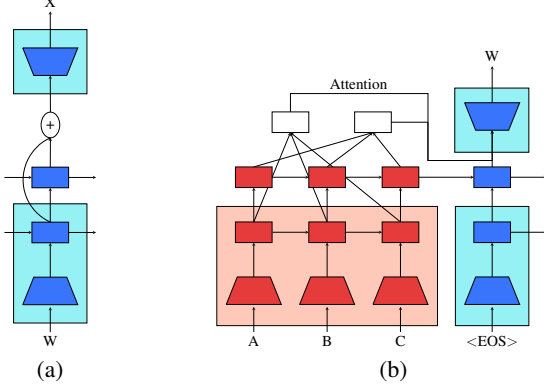 X
+
W
(a)
Attention
W
A B C <EOS>
(b)